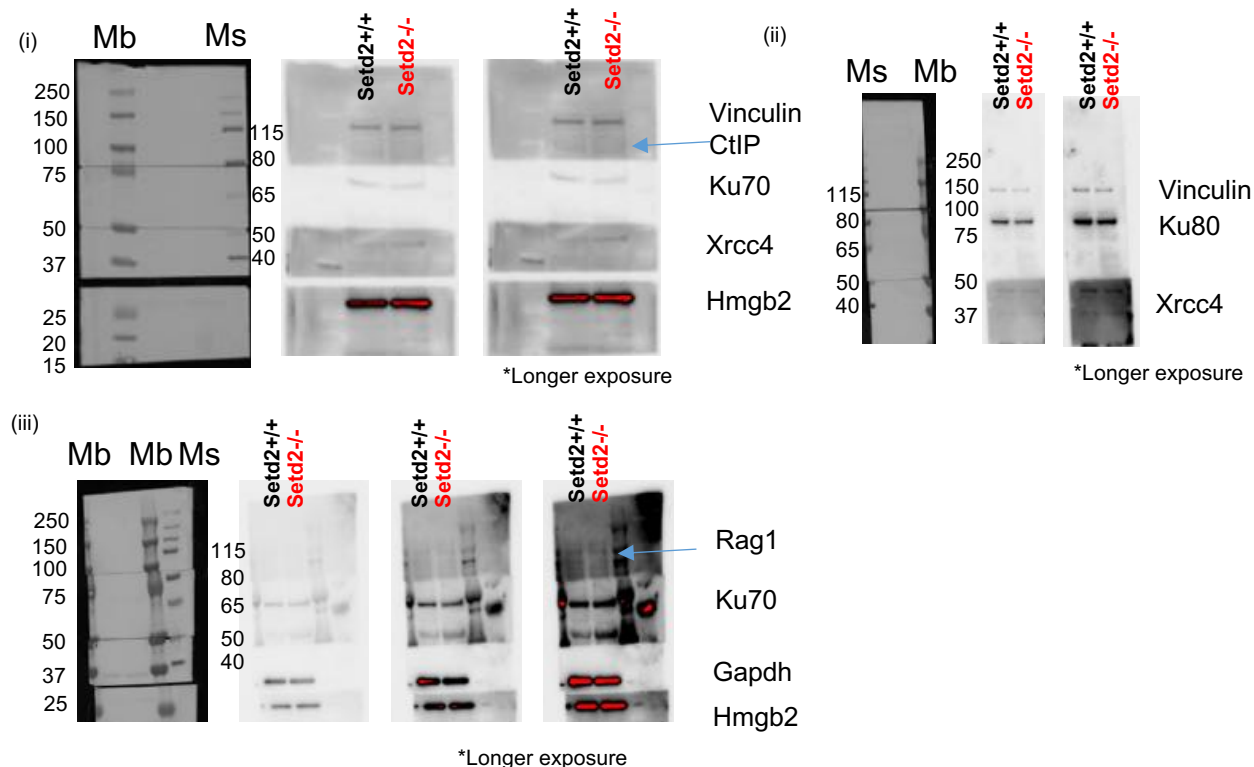 (i)
Mb Ms
250
150
100
75
50
37
25
20
15
115
80
65
50
40
Setd2+/+
Setd2-/-
Setd2+/+
Setd2-/-
Vinculin
CtIP
Ku70
Xrcc4
Hmgb2
*Longer exposure
(ii)
Ms Mb
115
80
65
50
40
250
150
100
75
50
37
Setd2+/+
Setd2-/-
Setd2+/+
Setd2-/-
Vinculin
Ku80
Xrcc4
*Longer exposure
(iii)
Mb Mb Ms
250
150
100
75
50
37
25
115
80
65
50
40
Setd2+/+
Setd2-/-
Setd2+/+
Setd2-/-
Setd2+/+
Setd2-/-
Rag1
Ku70
Gapdh
Hmgb2
*Longer exposure